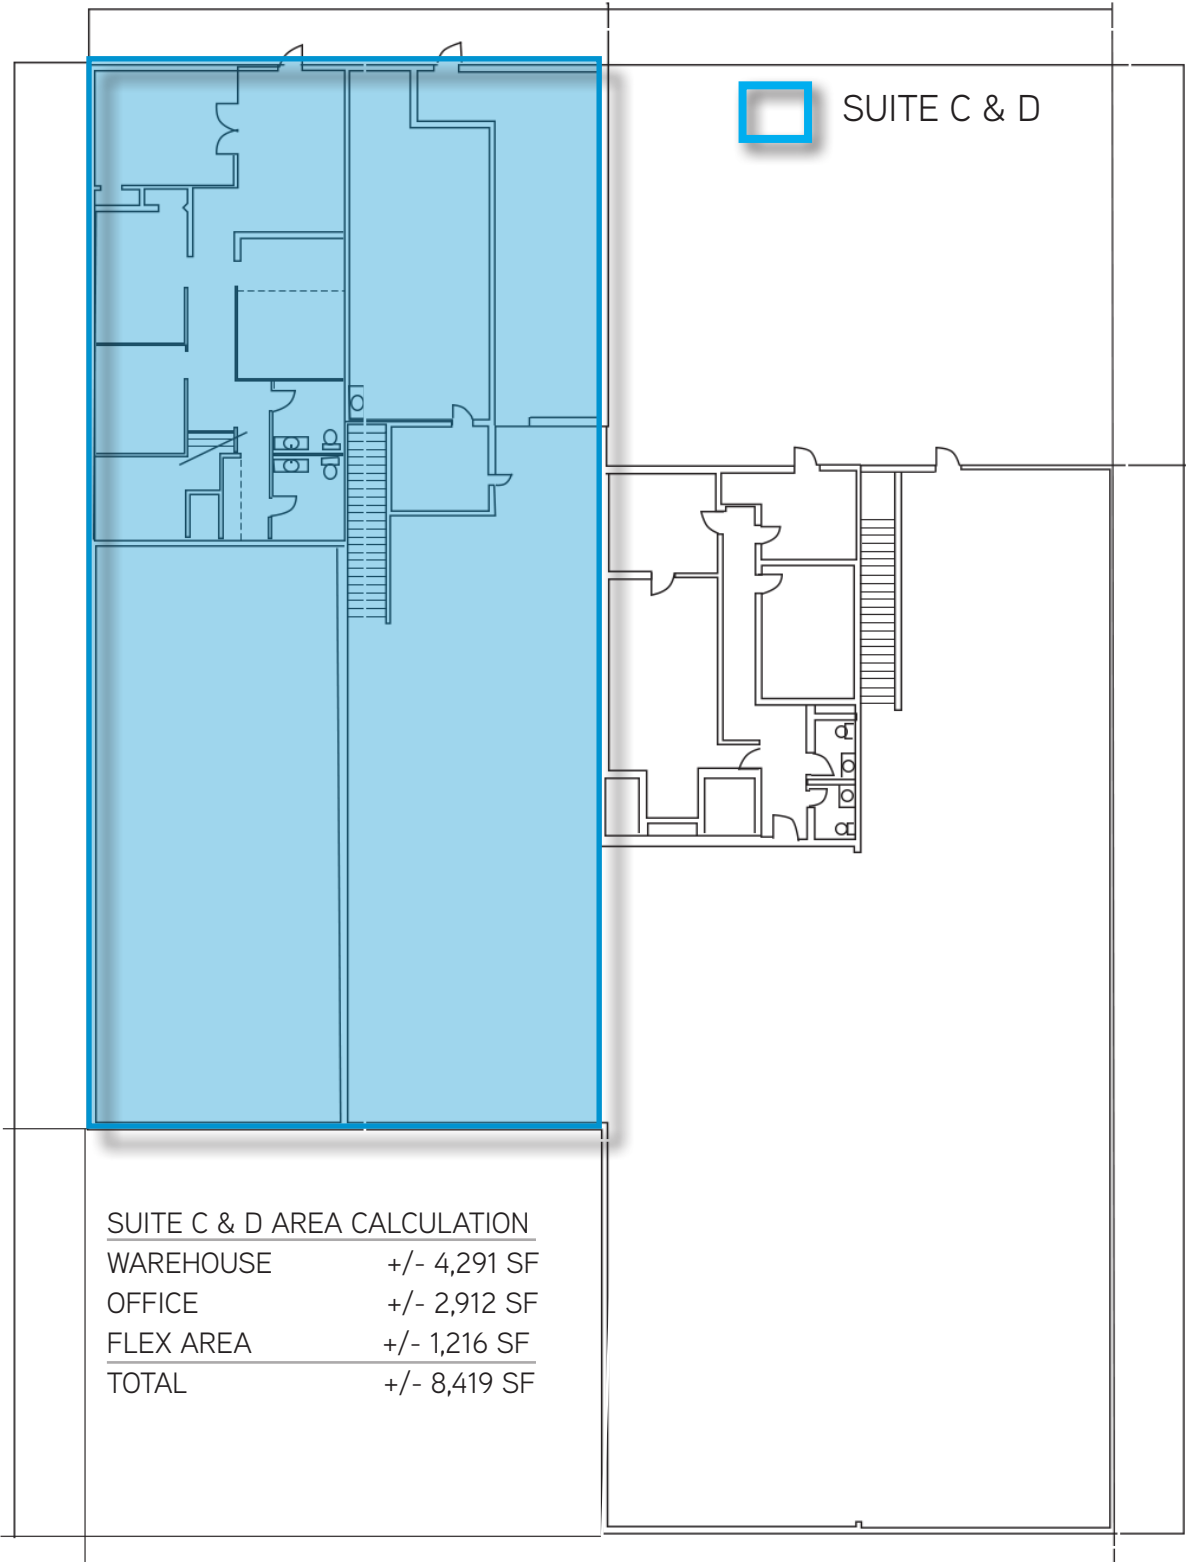 SUITE C & D
SUITE C & D AREA CALCULATION
WAREHOUSE +/- 4,291 SF
OFFICE +/- 2,912 SF
FLEX AREA +/- 1,216 SF
TOTAL +/- 8,419 SF